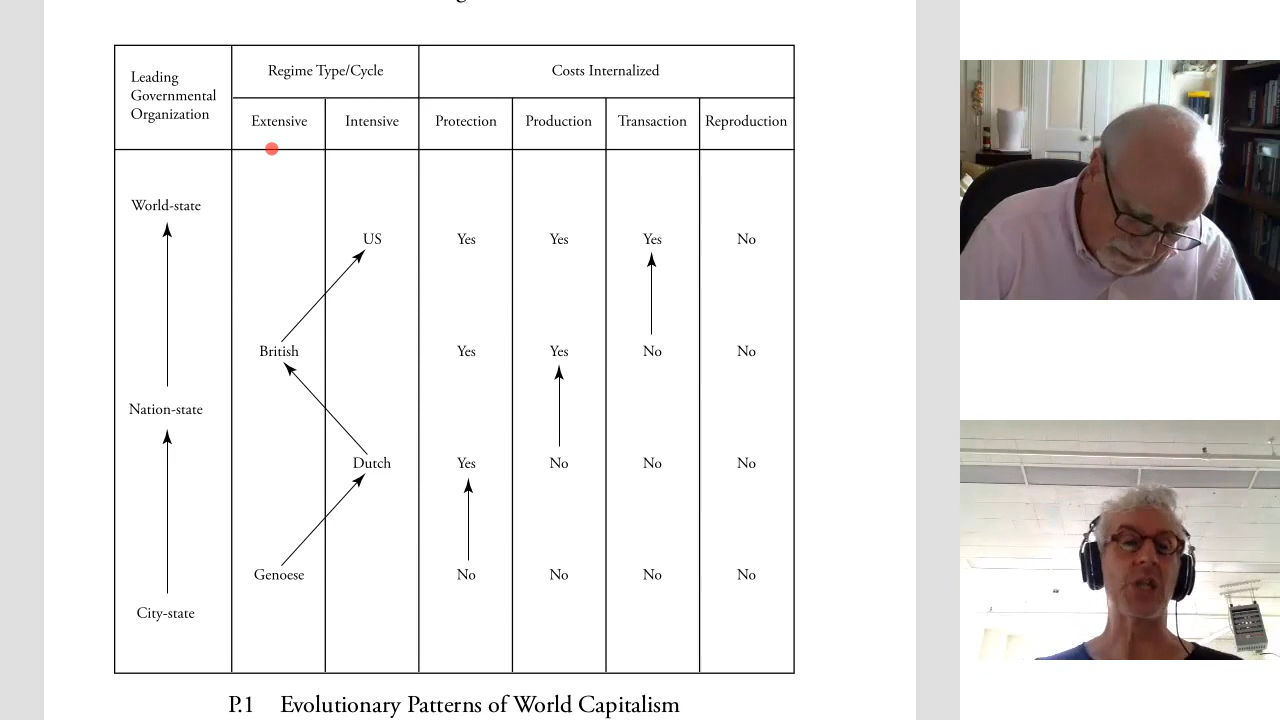 Leading
Governmental
Organization
Regime Type/Cycle
Costs Internalized
Extensive
Intensive
Protection
Production
Transaction
Reproduction
World-state
US
Yes
Yes
Yes
No
British
Yes
Yes
No
No
Nation-state
Dutch
Yes
No
No
No
Genoese
No
No
No
No
City-state
P.1 Evolutionary Patterns of World Capitalism